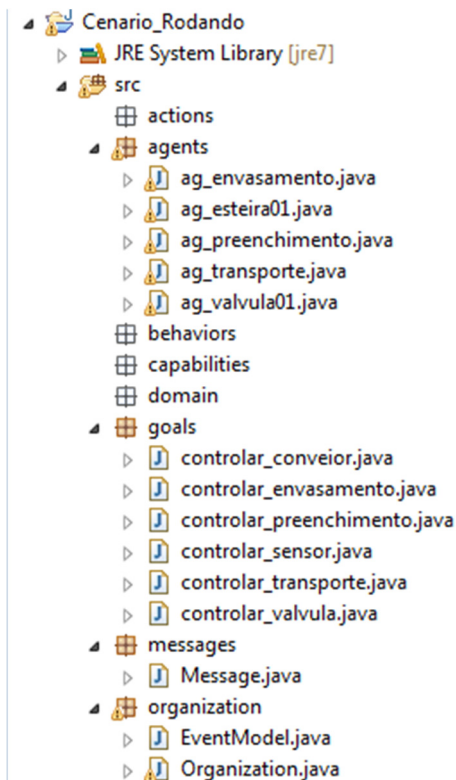 Cenario_Rodando
JRE System Library [jre7]
src
actions
agents
ag_envasamento.java
ag_esteira01.java
ag_preenchimento.java
ag_transporte.java
ag_valvula01.java
behaviors
capabilities
domain
goals
controlar_conveior.java
controlar_envasamento.java
controlar_preenchimento.java
controlar_sensor.java
controlar_transporte.java
controlar_valvula.java
messages
Message.java
organization
EventModel.java
Organization.java